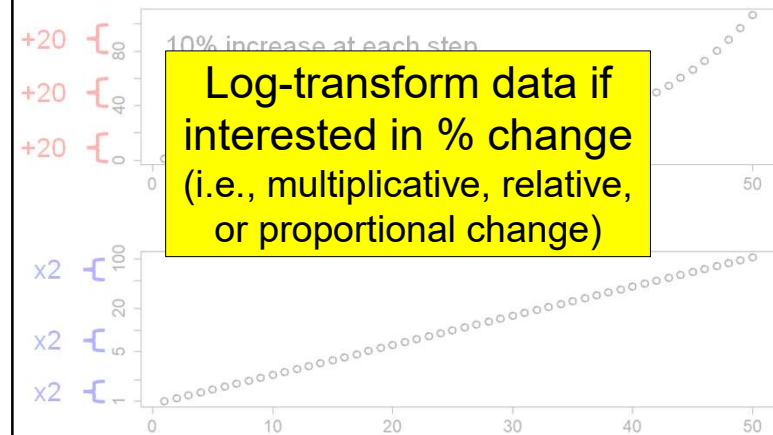 +20
80
10% increase at each step
Log-transform data if
interested in % change
(i.e., multiplicative, relative,
or proportional change)
+20
40
+20
0
0 50
x2
100
20
x2
5
x2
1
0 10 20 30 40 50